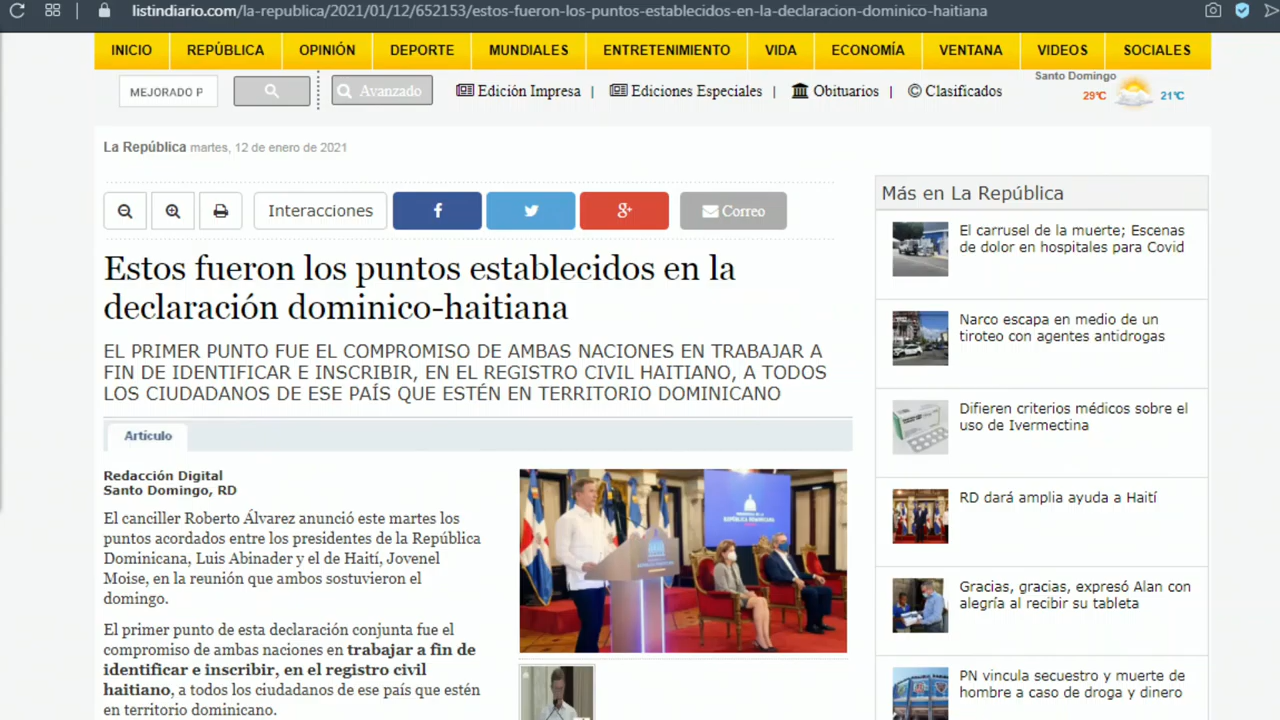 listindiario.com/la-republica/2021/01/12/652153/estos-fueron-los-puntos-establecidos-en-la-declaracion-dominico-haitiana
INICIO REPÚBLICA OPINIÓN DEPORTE MUNDIALES ENTRETENIMIENTO VIDA ECONOMÍA VENTANA VIDEOS SOCIALES
MEJORADO P Avanzado Edición Impresa | Ediciones Especiales | Obituarios | © Clasificados
Santo Domingo
29℃ 21℃
La República martes, 12 de enero de 2021
Interacciones f g+ Correo
Estos fueron los puntos establecidos en la
declaración dominico-haitiana
EL PRIMER PUNTO FUE EL COMPROMISO DE AMBAS NACIONES EN TRABAJAR A
FIN DE IDENTIFICAR E INSCRIBIR, EN EL REGISTRO CIVIL HAITIANO, A TODOS
LOS CIUDADANOS DE ESE PAÍS QUE ESTÉN EN TERRITORIO DOMINICANO
Artículo
Redacción Digital
Santo Domingo, RD
El canciller Roberto Álvarez anunció este martes los
puntos acordados entre los presidentes de la República
Dominicana, Luis Abinader y el de Haití, Jovenel
Moise, en la reunión que ambos sostuvieron el
domingo.
El primer punto de esta declaración conjunta fue el
compromiso de ambas naciones en trabajar a fin de
identificar e inscribir, en el registro civil
haitiano, a todos los ciudadanos de ese país que estén
en territorio dominicano.
Más en La República
El carrusel de la muerte; Escenas
de dolor en hospitales para Covid
Narco escapa en medio de un
tiroteo con agentes antidrogas
Difieren criterios médicos sobre el
uso de Ivermectina
RD dará amplia ayuda a Haití
Gracias, gracias, expresó Alan con
alegría al recibir su tableta
PN vincula secuestro y muerte de
hombre a caso de droga y dinero